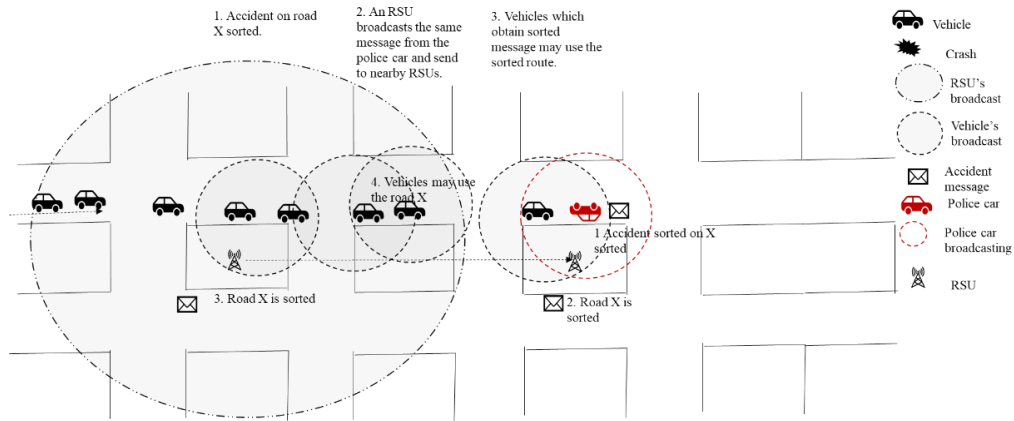 1. Accident on road
X sorted.
2. An RSU
broadcasts the same
message from the
police car and send
to nearby RSUs.
3. Vehicles which
obtain sorted
message may use the
sorted route.
4. Vehicles may use
the road X
1 Accident sorted on X
sorted
3. Road X is sorted
2. Road X is
sorted
Vehicle
Crash
RSU's
broadcast
Vehicle's
broadcast
Accident
message
Police car
Police car
broadcasting
RSU